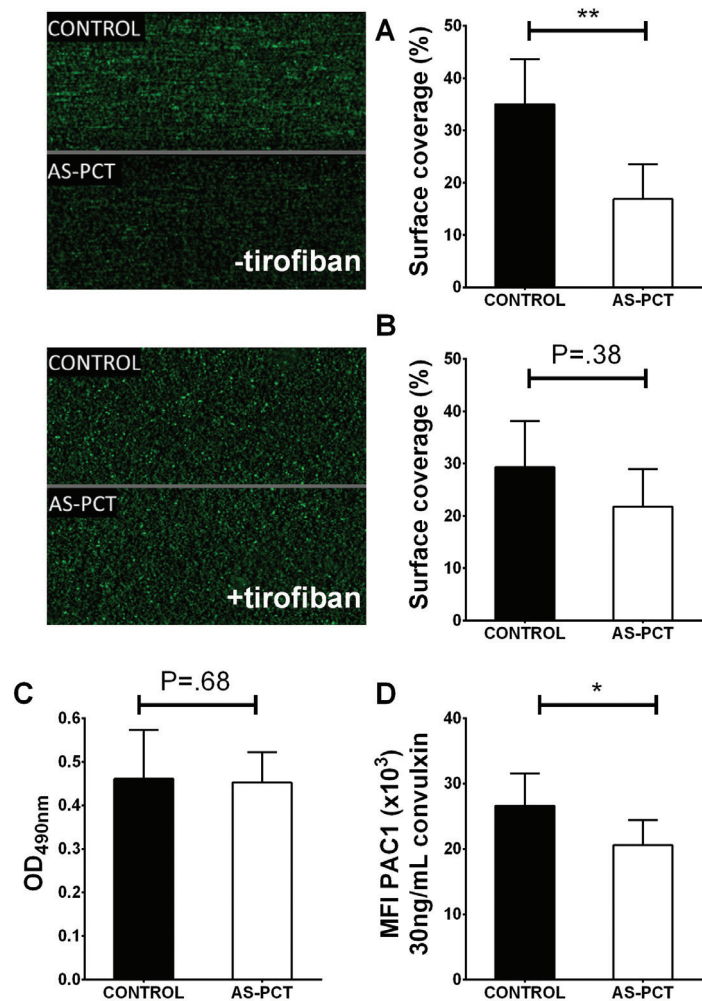 CONTROL
AS-PCT
-tirofiban
A
**
Surface coverage (%)
50
40
30
20
10
0
CONTROL AS-PCT
CONTROL
AS-PCT
+tirofiban
B
P=.38
Surface coverage (%)
50
40
30
20
10
0
CONTROL AS-PCT
C
P=.68
OD490nm
0.6
0.5
0.4
0.3
0.2
0.1
0.0
CONTROL AS-PCT
D
*
MFI PAC1 (x10^3)
30ng/mL convulxin
40
30
20
10
0
CONTROL AS-PCT